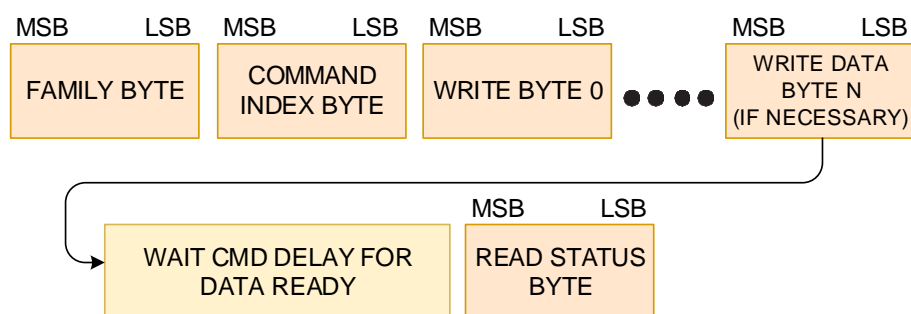 MSB LSB MSB LSB MSB LSB MSB LSB
FAMILY BYTE
COMMAND
INDEX BYTE
WRITE BYTE 0
WRITE DATA
BYTE N
(IF NECESSARY)
MSB LSB
WAIT CMD DELAY FOR
DATA READY
READ STATUS
BYTE